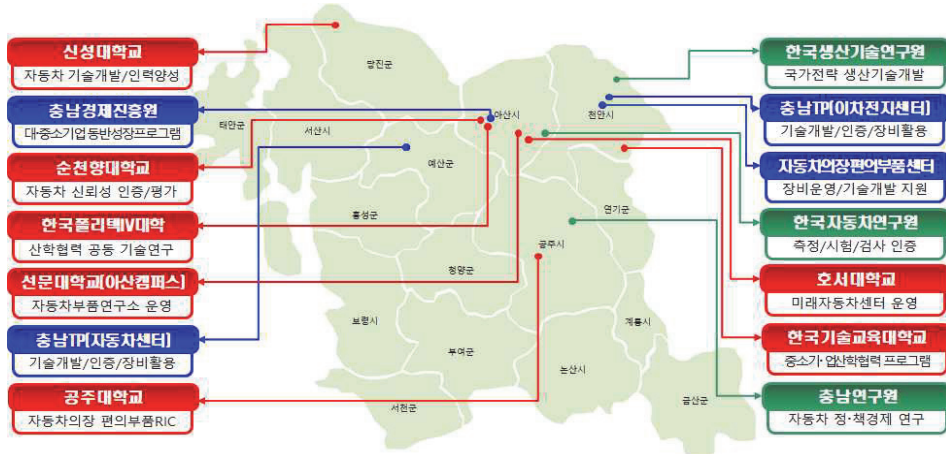 신성대학교
자동차 기술개발/인력양성
충남경제진흥원
대·중소기업 동반성장프로그램
순천향대학교
자동차 신뢰성 인증/평가
한국폴리텍Ⅳ대학
산학협력 공동 기술연구
선문대학교[아산캠퍼스]
자동차부품연구소 운영
충남TP[자동차센터]
기술개발/인증/장비활용
공주대학교
자동차의장 편의부품RIC
당진군
태안군
서산시
아산시
천안시
예산군
홍성군
연기군
공주시
청양군
보령시
계룡시
부여군
논산시
서천군
금산군
한국생산기술연구원
국가전략 생산기술개발
충남TP[이차전지센터]
기술개발/인증/장비활용
자동차의장편의부품센터
장비운영/기술개발 지원
한국자동차연구원
측정/시험/검사 인증
호서대학교
미래자동차센터 운영
한국기술교육대학교
중소기·업산학협력 프로그램
충남연구원
자동차 정·책경제 연구